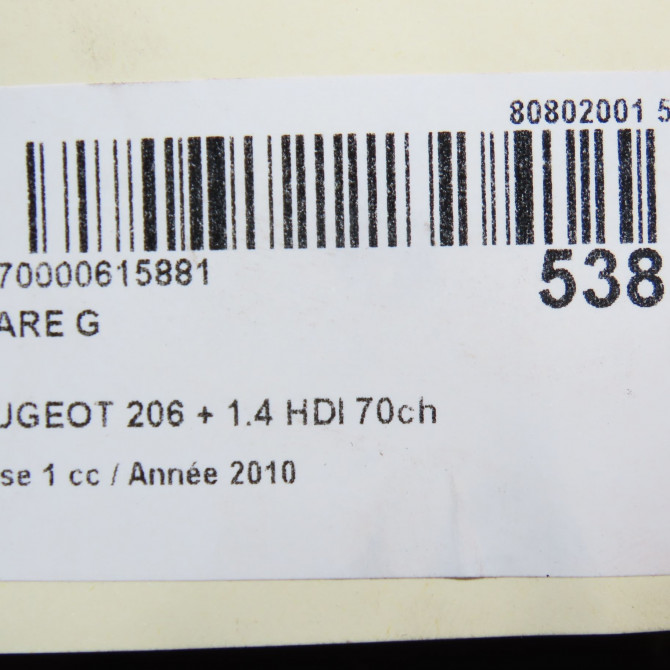 80802001 5
70000615881
538
ARE G
UGEOT 206 + 1.4 HDI 70ch
se 1 cc / Année 2010